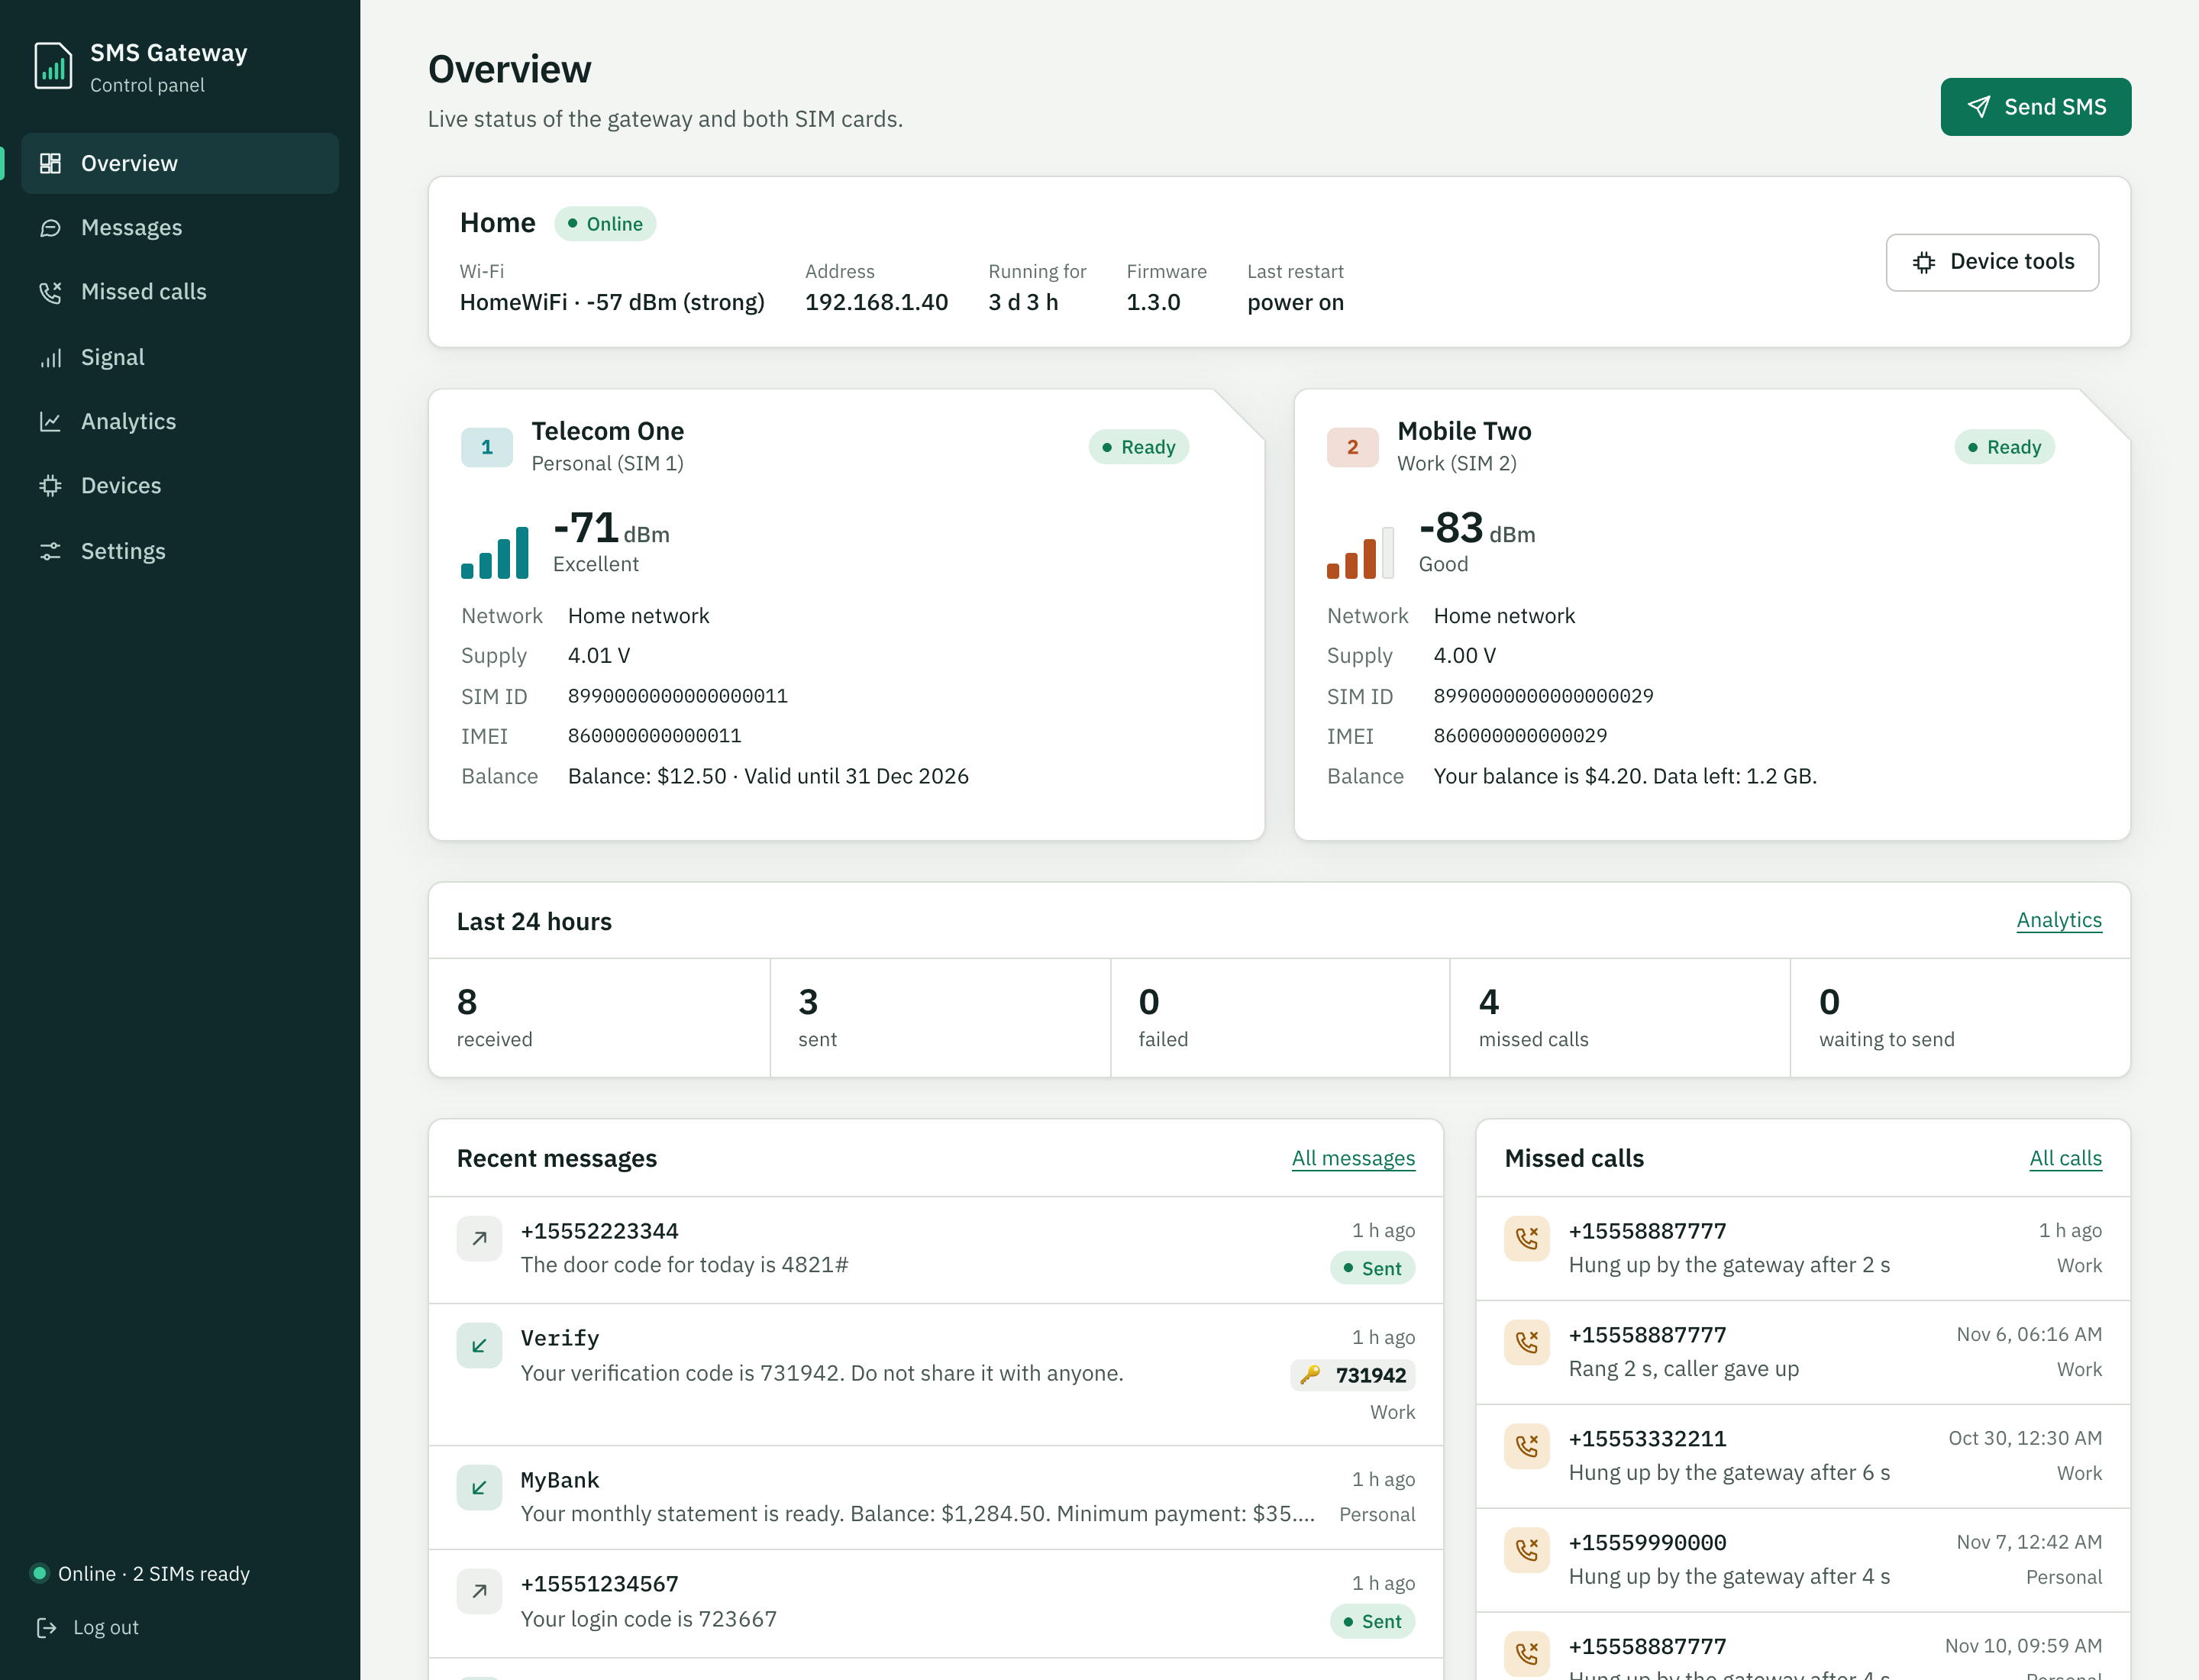 SMS Gateway
Control panel
Overview
Messages
Missed calls
Signal
Analytics
Devices
Settings
Online · 2 SIMs ready
Log out
Overview
Live status of the gateway and both SIM cards.
Send SMS
Home
Online
Wi-Fi
HomeWiFi · -57 dBm (strong)
Address
192.168.1.40
Running for
3 d 3 h
Firmware
1.3.0
Last restart
power on
Device tools
1
Telecom One
Personal (SIM 1)
Ready
-71 dBm
Excellent
Network Home network
Supply 4.01 V
SIM ID 8990000000000000011
IMEI 860000000000011
Balance Balance: $12.50 · Valid until 31 Dec 2026
2
Mobile Two
Work (SIM 2)
Ready
-83 dBm
Good
Network Home network
Supply 4.00 V
SIM ID 8990000000000000029
IMEI 860000000000029
Balance Your balance is $4.20. Data left: 1.2 GB.
Last 24 hours
Analytics
8
received
3
sent
0
failed
4
missed calls
0
waiting to send
Recent messages
All messages
+15552223344
1 h ago
The door code for today is 4821#
Sent
Verify
1 h ago
Your verification code is 731942. Do not share it with anyone.
🔑 731942
Work
MyBank
1 h ago
Your monthly statement is ready. Balance: $1,284.50. Minimum payment: $35....
Personal
+15551234567
1 h ago
Your login code is 723667
Sent
Missed calls
All calls
+15558887777
1 h ago
Hung up by the gateway after 2 s
Work
+15558887777
Nov 6, 06:16 AM
Rang 2 s, caller gave up
Work
+15553332211
Oct 30, 12:30 AM
Hung up by the gateway after 6 s
Work
+15559990000
Nov 7, 12:42 AM
Hung up by the gateway after 4 s
Personal
+15558887777
Nov 10, 09:59 AM
Hung up by the gateway after 4 s
Personal